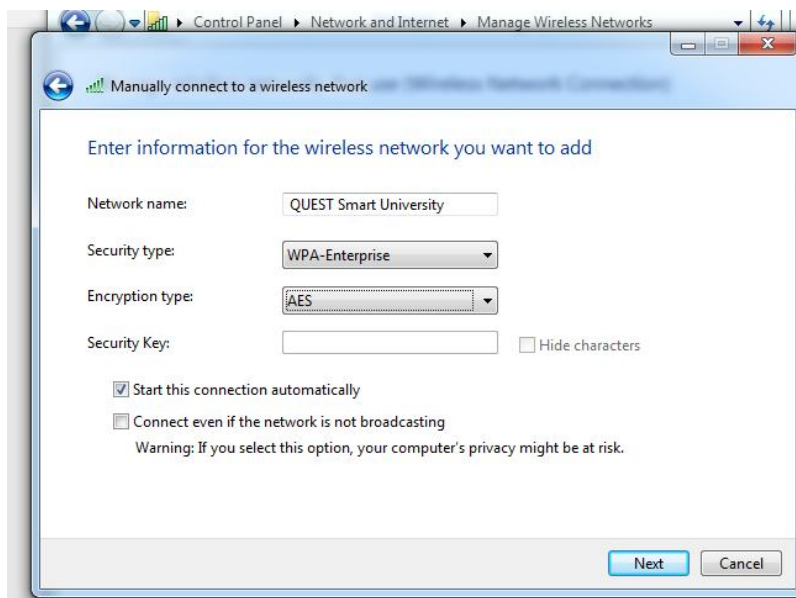 Control Panel ▸ Network and Internet ▸ Manage Wireless Networks
Manually connect to a wireless network
Enter information for the wireless network you want to add
Network name: QUEST Smart University
Security type: WPA-Enterprise
Encryption type: AES
Security Key: Hide characters
Start this connection automatically
Connect even if the network is not broadcasting
Warning: If you select this option, your computer's privacy might be at risk.
Next Cancel